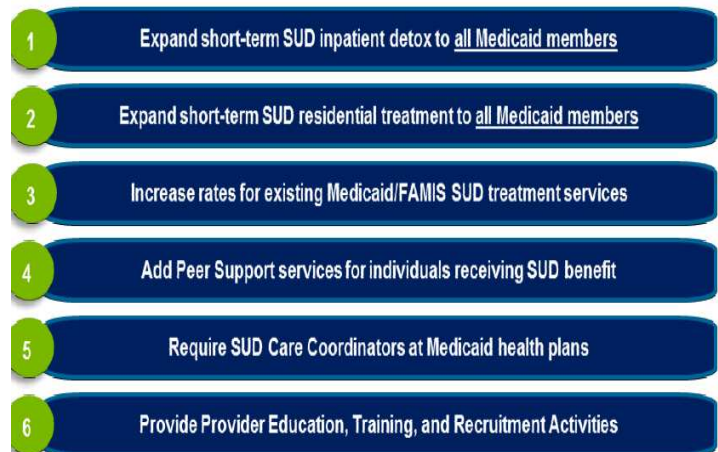 1 Expand short-term SUD inpatient detox to all Medicaid members
2 Expand short-term SUD residential treatment to all Medicaid members
3 Increase rates for existing Medicaid/FAMIS SUD treatment services
4 Add Peer Support services for individuals receiving SUD benefit
5 Require SUD Care Coordinators at Medicaid health plans
6 Provide Provider Education, Training, and Recruitment Activities